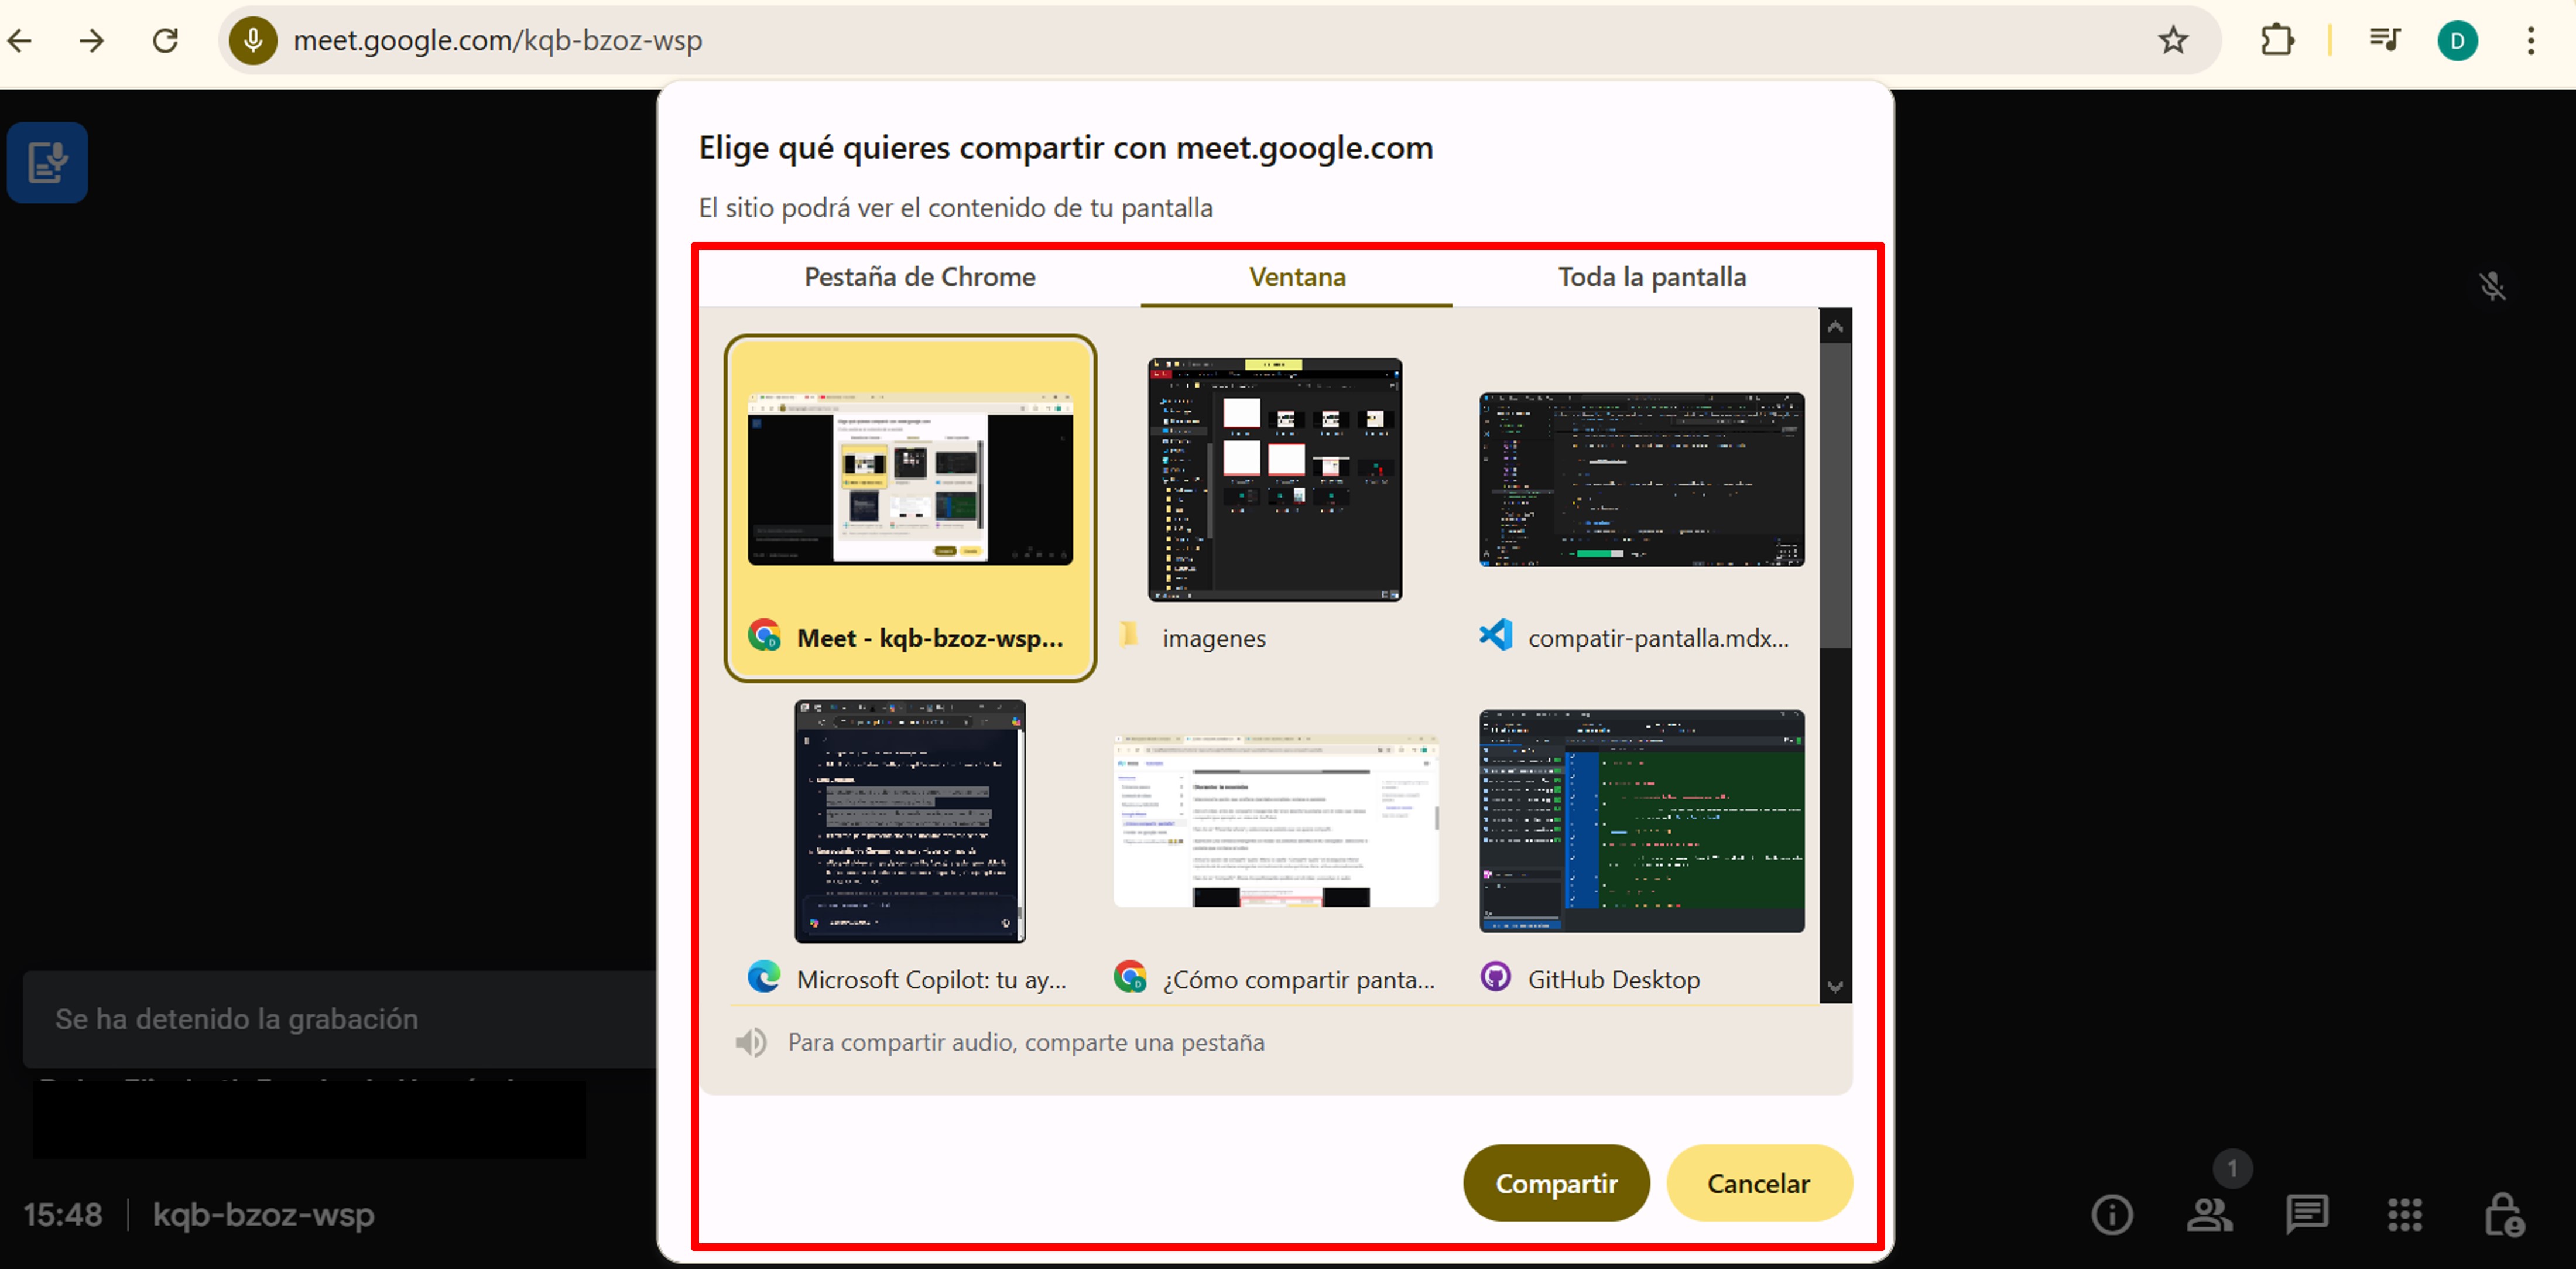 meet.google.com/kqb-bzoz-wsp
D
Elige qué quieres compartir con meet.google.com
El sitio podrá ver el contenido de tu pantalla
Pestaña de Chrome
Ventana
Toda la pantalla
Meet - kqb-bzoz-wsp...
imagenes
compatir-pantalla.mdx...
Microsoft Copilot: tu ay...
¿Cómo compartir panta...
GitHub Desktop
Para compartir audio, comparte una pestaña
Se ha detenido la grabación
Compartir
Cancelar
15:48
kqb-bzoz-wsp
1